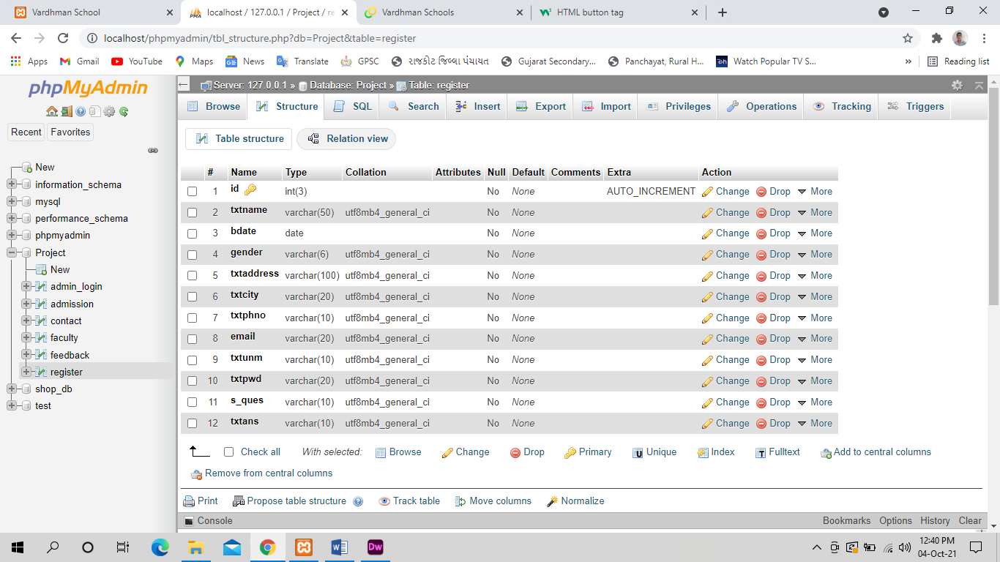 Vardhman School
localhost / 127.0.0.1 / Project / re
Vardhman Schools
HTML button tag
localhost/phpmyadmin/tbl_structure.php?db=Project&table=register
Apps Gmail YouTube Maps News Translate GPSC રાજકોટ જિલ્લા પંચાયત Gujarat Secondary... Panchayat, Rural H... Watch Popular TV S... » Reading list
phpMyAdmin
Recent Favorites
New
information_schema
mysql
performance_schema
phpmyadmin
Project
New
admin_login
admission
contact
faculty
feedback
register
shop_db
test
Server: 127.0.0.1 » Database: Project » Table: register
Browse Structure SQL Search Insert Export Import Privileges Operations Tracking Triggers
Table structure Relation view
# Name Type Collation Attributes Null Default Comments Extra Action
1 id int(3) No None AUTO_INCREMENT Change Drop More
2 txtname varchar(50) utf8mb4_general_ci No None Change Drop More
3 bdate date No None Change Drop More
4 gender varchar(6) utf8mb4_general_ci No None Change Drop More
5 txtaddress varchar(100) utf8mb4_general_ci No None Change Drop More
6 txtcity varchar(20) utf8mb4_general_ci No None Change Drop More
7 txtphno varchar(10) utf8mb4_general_ci No None Change Drop More
8 email varchar(20) utf8mb4_general_ci No None Change Drop More
9 txtunm varchar(10) utf8mb4_general_ci No None Change Drop More
10 txtpwd varchar(20) utf8mb4_general_ci No None Change Drop More
11 s_ques varchar(10) utf8mb4_general_ci No None Change Drop More
12 txtans varchar(10) utf8mb4_general_ci No None Change Drop More
Check all With selected: Browse Change Drop Primary Unique Index Fulltext Add to central columns
Remove from central columns
Print Propose table structure Track table Move columns Normalize
Console Bookmarks Options History Clear
12:40 PM
04-Oct-21